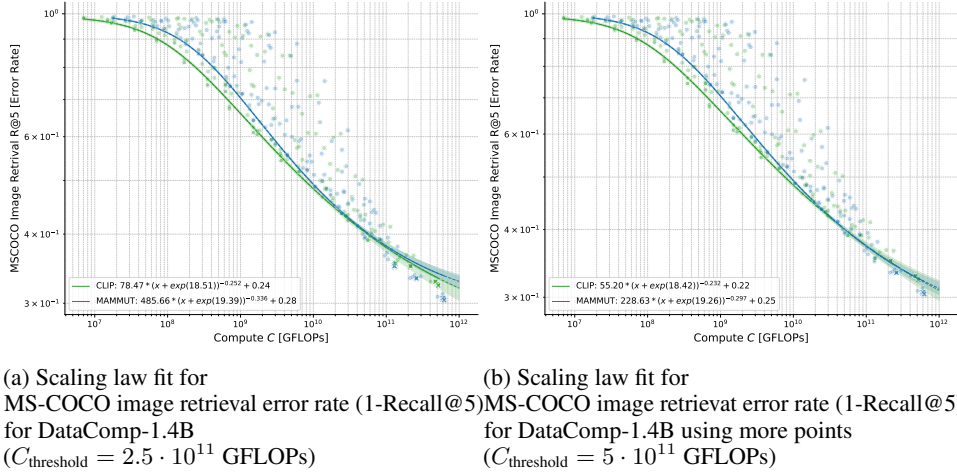 10⁰
6 × 10⁻¹
4 × 10⁻¹
3 × 10⁻¹
MSCOCO Image Retrival R@5 [Error Rate]
CLIP: 78.47 * (x + exp(18.51))⁻⁰·²⁵² + 0.24
MAMMUT: 485.66 * (x + exp(19.39))⁻⁰·³³⁶ + 0.28
10⁷ 10⁸ 10⁹ 10¹⁰ 10¹¹ 10¹²
Compute C [GFLOPs]
10⁰
6 × 10⁻¹
4 × 10⁻¹
3 × 10⁻¹
MSCOCO Image Retrival R@5 [Error Rate]
CLIP: 55.20 * (x + exp(18.42))⁻⁰·²³² + 0.22
MAMMUT: 228.63 * (x + exp(19.26))⁻⁰·²⁹⁷ + 0.25
10⁷ 10⁸ 10⁹ 10¹⁰ 10¹¹ 10¹²
Compute C [GFLOPs]
(a) Scaling law fit for
MS-COCO image retrieval error rate (1-Recall@5)
for DataComp-1.4B
(C_threshold = 2.5 · 10¹¹ GFLOPs)
(b) Scaling law fit for
MS-COCO image retrievat error rate (1-Recall@5
for DataComp-1.4B using more points
(C_threshold = 5 · 10¹¹ GFLOPs)